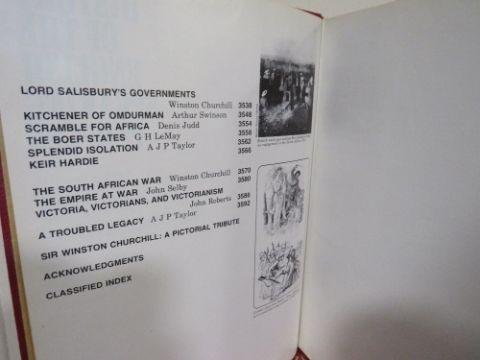 LORD SALISBURY'S GOVERNMENTS
Winston Churchill 3538
KITCHENER OF OMDURMAN Arthur Swinson 3548
SCRAMBLE FOR AFRICA Denis Judd 3554
THE BOER STATES G H LeMay 3558
SPLENDID ISOLATION A J P Taylor 3562
KEIR HARDIE 3566
THE SOUTH AFRICAN WAR Winston Churchill 3570
THE EMPIRE AT WAR John Selby 3580
VICTORIA, VICTORIANS, AND VICTORIANISM
John Roberts 3586
A TROUBLED LEGACY A J P Taylor 3592
SIR WINSTON CHURCHILL: A PICTORIAL TRIBUTE
ACKNOWLEDGMENTS
CLASSIFIED INDEX